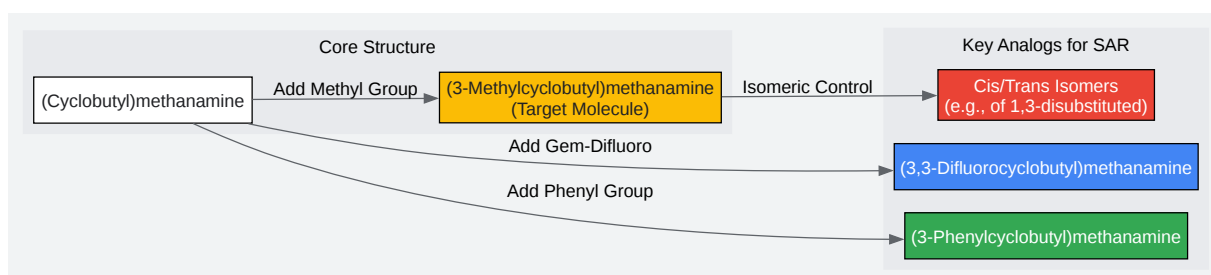 Core Structure
Key Analogs for SAR
(Cyclobutyl)methanamine
Add Methyl Group
(3-Methylcyclobutyl)methanamine
(Target Molecule)
Isomeric Control
Cis/Trans Isomers
(e.g., of 1,3-disubstituted)
Add Gem-Difluoro
(3,3-Difluorocyclobutyl)methanamine
Add Phenyl Group
(3-Phenylcyclobutyl)methanamine